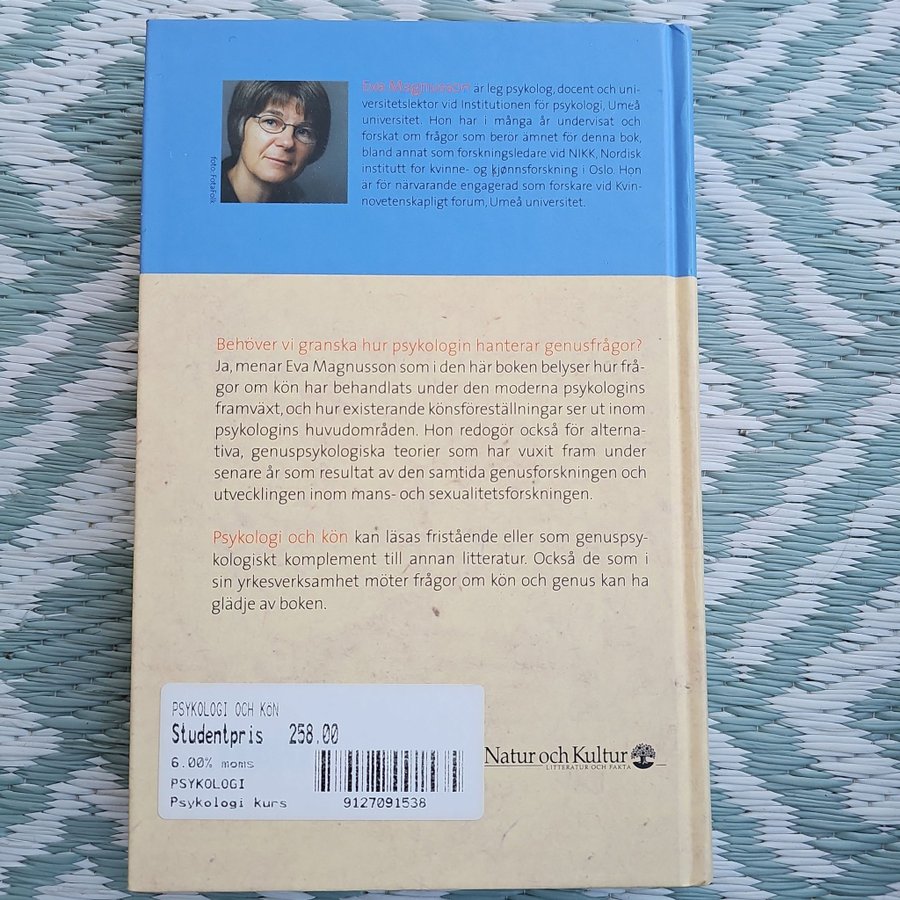 Eva Magnusson är leg psykolog, docent och uni-
versitetslektor vid Institutionen för psykologi, Umeå
universitet. Hon har i många år undervisat och
forskat om frågor som berör ämnet för denna bok,
bland annat som forskningsledare vid NIKK, Nordisk
institutt for kvinne- og kjønnsforskning i Oslo. Hon
är för närvarande engagerad som forskare vid Kvin-
novetenskapligt forum, Umeå universitet.
foto: FotaFolk
Behöver vi granska hur psykologin hanterar genusfrågor?
Ja, menar Eva Magnusson som i den här boken belyser hur frå-
gor om kön har behandlats under den moderna psykologins
framväxt, och hur existerande könsföreställningar ser ut inom
psykologins huvudområden. Hon redogör också för alterna-
tiva, genuspsykologiska teorier som har vuxit fram under
senare år som resultat av den samtida genusforskningen och
utvecklingen inom mans- och sexualitetsforskningen.
Psykologi och kön kan läsas fristående eller som genuspsy-
kologiskt komplement till annan litteratur. Också de som i
sin yrkesverksamhet möter frågor om kön och genus kan ha
glädje av boken.
PSYKOLOGI OCH KöN
Studentpris 258.00
6.00% moms
PSYKOLOGI
Psykologi kurs
9127091538
Natur och Kultur
LITTERATUR OCH FAKTA